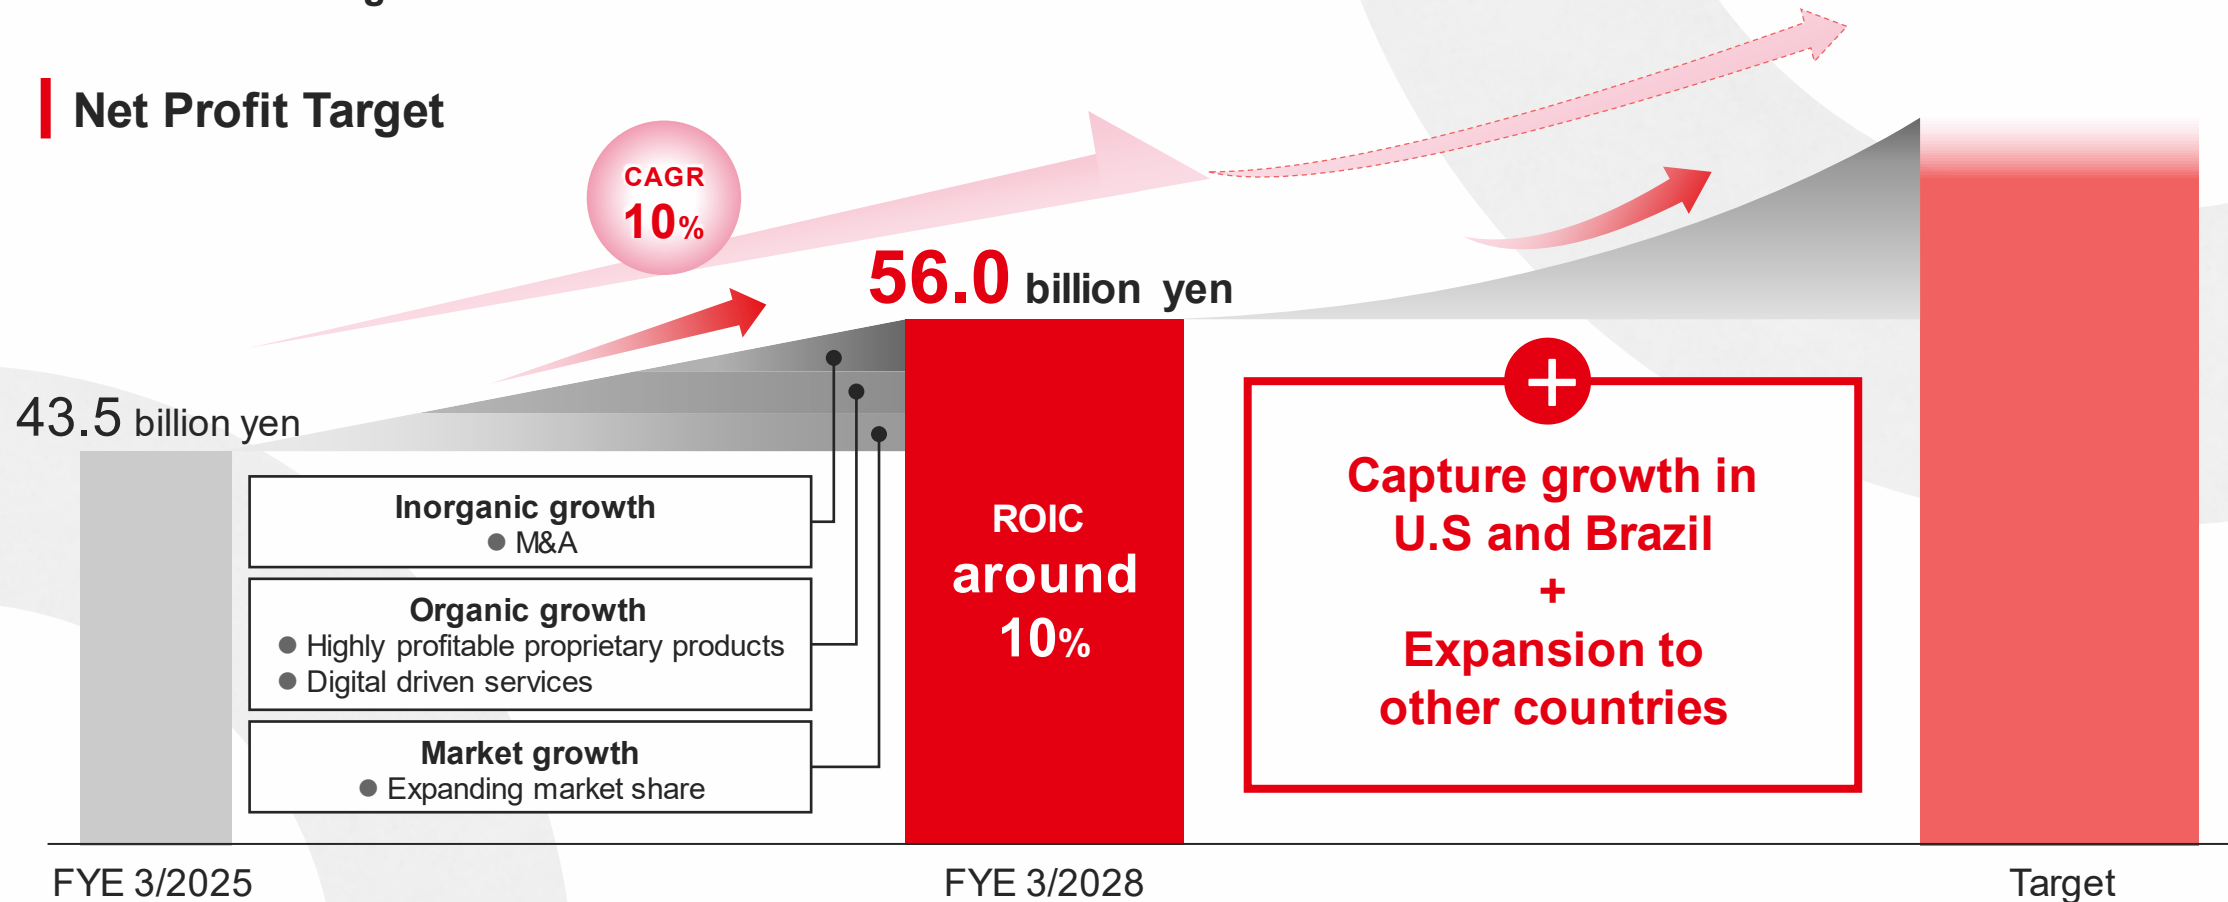 Net Profit Target
CAGR
10%
56.0 billion yen
43.5 billion yen
Inorganic growth
● M&A
Organic growth
● Highly profitable proprietary products
● Digital driven services
Market growth
● Expanding market share
ROIC
around
10%
+
Capture growth in
U.S and Brazil
+
Expansion to
other countries
FYE 3/2025
FYE 3/2028
Target